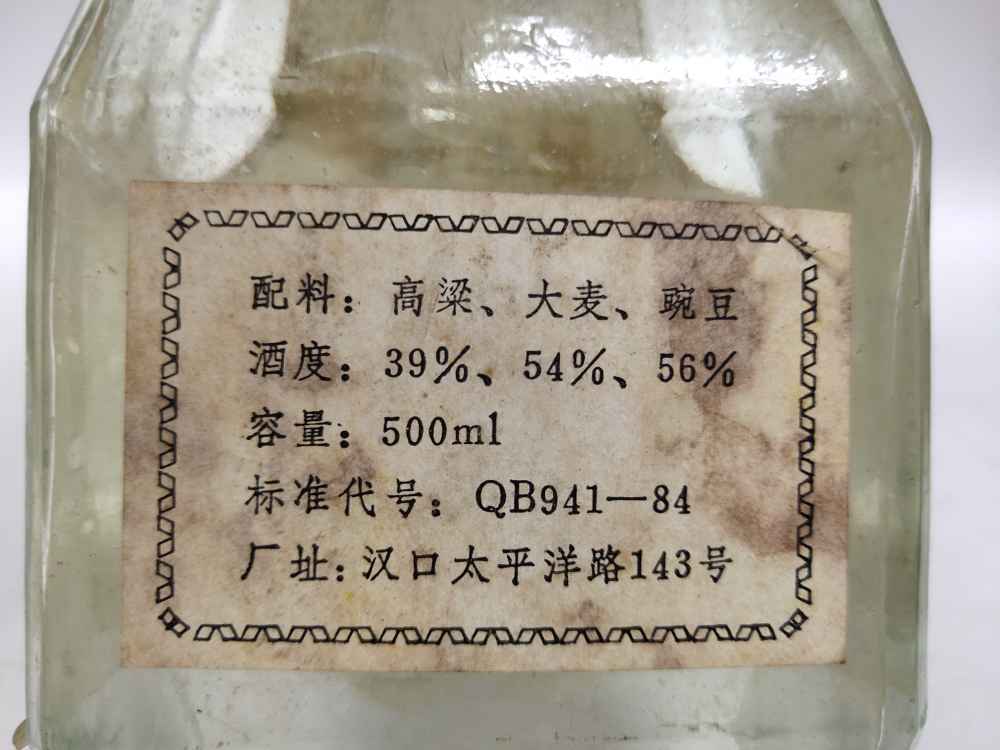 配料：高粱、大麦、豌豆
酒度：39%、54%、56%
容量：500ml
标准代号：QB941—84
厂址：汉口太平洋路143号